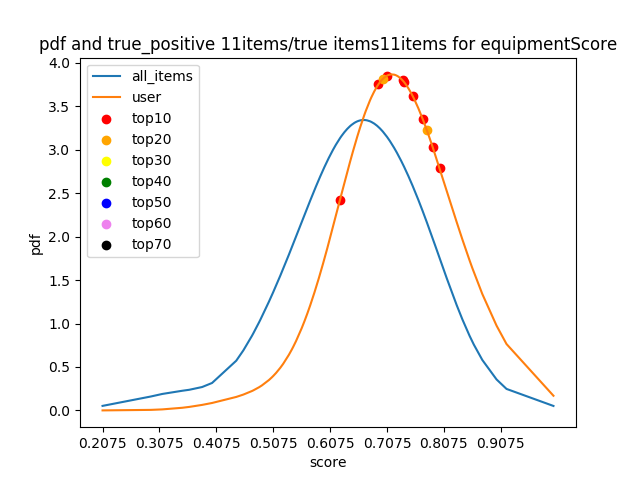 pdf and true_positive 11items/true items11items for equipmentScore
all_items
user
top10
top20
top30
top40
top50
top60
top70
4.0
3.5
3.0
2.5
2.0
1.5
1.0
0.5
0.0
pdf
0.2075 0.3075 0.4075 0.5075 0.6075 0.7075 0.8075 0.9075
score